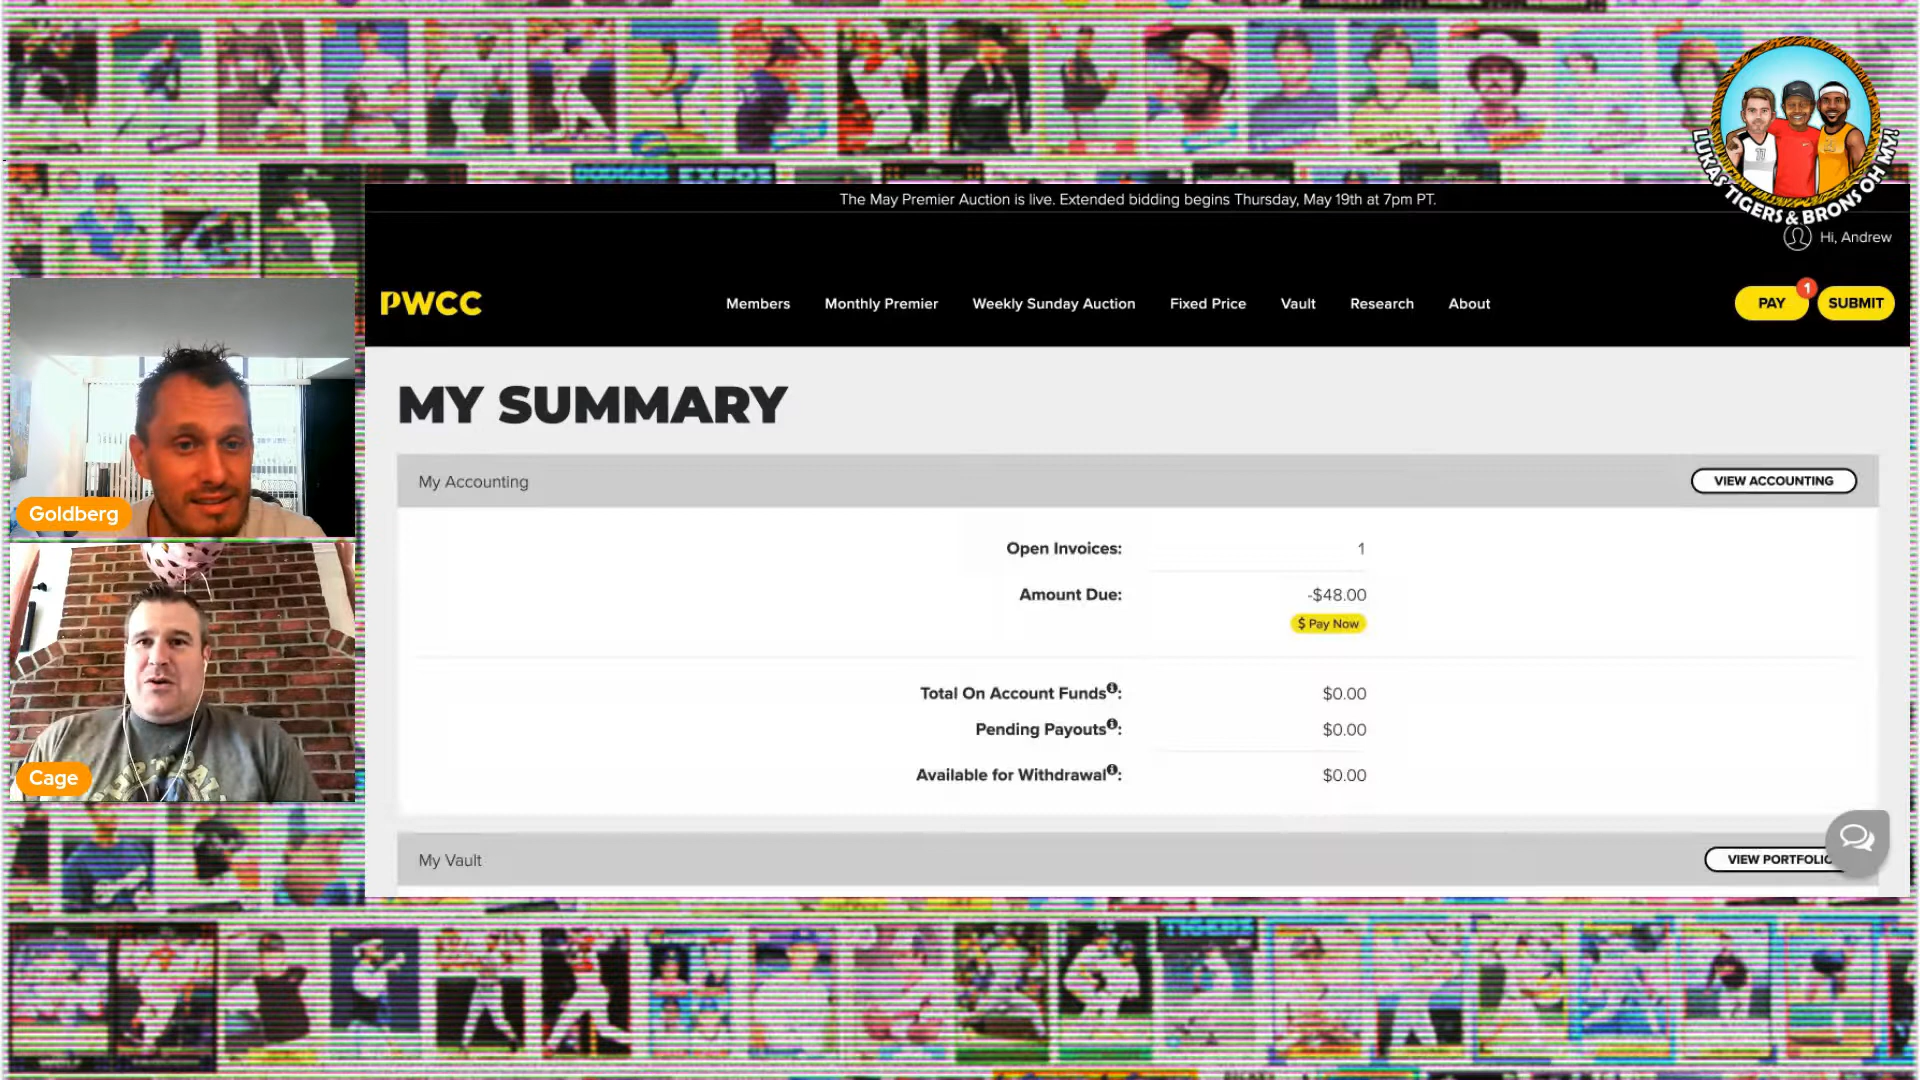 DODGERS EXPOS
LUKAS TIGERS & BRONS OH MY!
The May Premier Auction is live. Extended bidding begins Thursday, May 19th at 7pm PT.
Hi, Andrew
PWCC
Members Monthly Premier Weekly Sunday Auction Fixed Price Vault Research About
PAY 1 SUBMIT
MY SUMMARY
My Accounting VIEW ACCOUNTING
Open Invoices: 1
Amount Due: -$48.00
$ Pay Now
Total On Account Funds: $0.00
Pending Payouts: $0.00
Available for Withdrawal: $0.00
My Vault VIEW PORTFOLIO
Goldberg
Cage
TIGERS